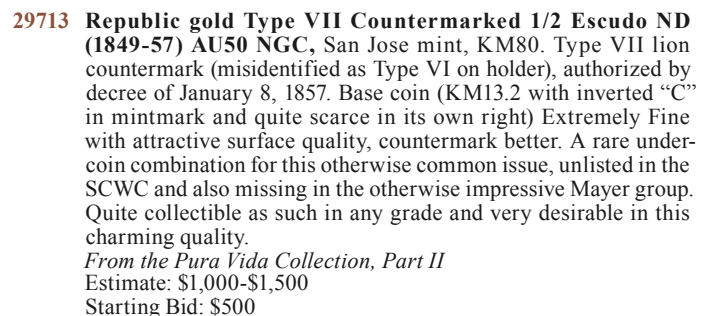 29713 Republic gold Type VII Countermarked 1/2 Escudo ND
(1849-57) AU50 NGC, San Jose mint, KM80. Type VII lion
countermark (misidentified as Type VI on holder), authorized by
decree of January 8, 1857. Base coin (KM13.2 with inverted “C”
in mintmark and quite scarce in its own right) Extremely Fine
with attractive surface quality, countermark better. A rare under-
coin combination for this otherwise common issue, unlisted in the
SCWC and also missing in the otherwise impressive Mayer group.
Quite collectible as such in any grade and very desirable in this
charming quality.
From the Pura Vida Collection, Part II
Estimate: $1,000-$1,500
Starting Bid: $500